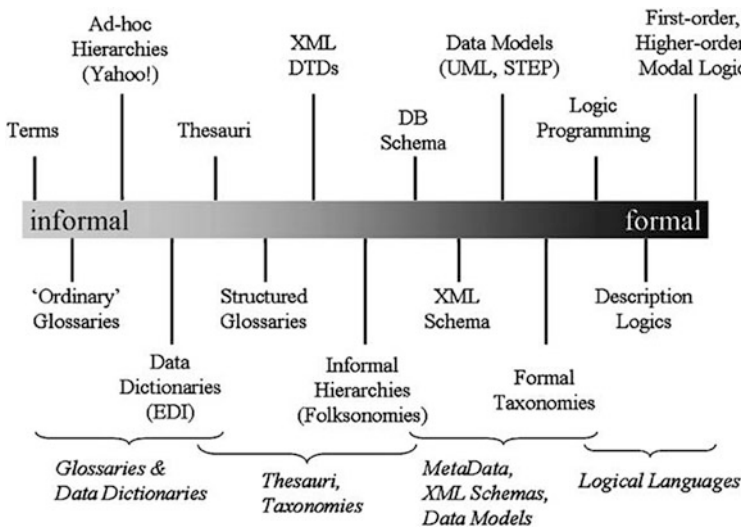 Ad-hoc
Hierarchies
(Yahoo!)
XML
DTDs
Data Models
(UML, STEP)
First-order,
Higher-order
Modal Logic
Terms
Thesauri
DB
Schema
Logic
Programming
informal
formal
'Ordinary'
Glossaries
Structured
Glossaries
XML
Schema
Description
Logics
Data
Dictionaries
(EDI)
Informal
Hierarchies
(Folksonomies)
Formal
Taxonomies
Glossaries &
Data Dictionaries
Thesauri,
Taxonomies
MetaData,
XML Schemas,
Data Models
Logical Languages